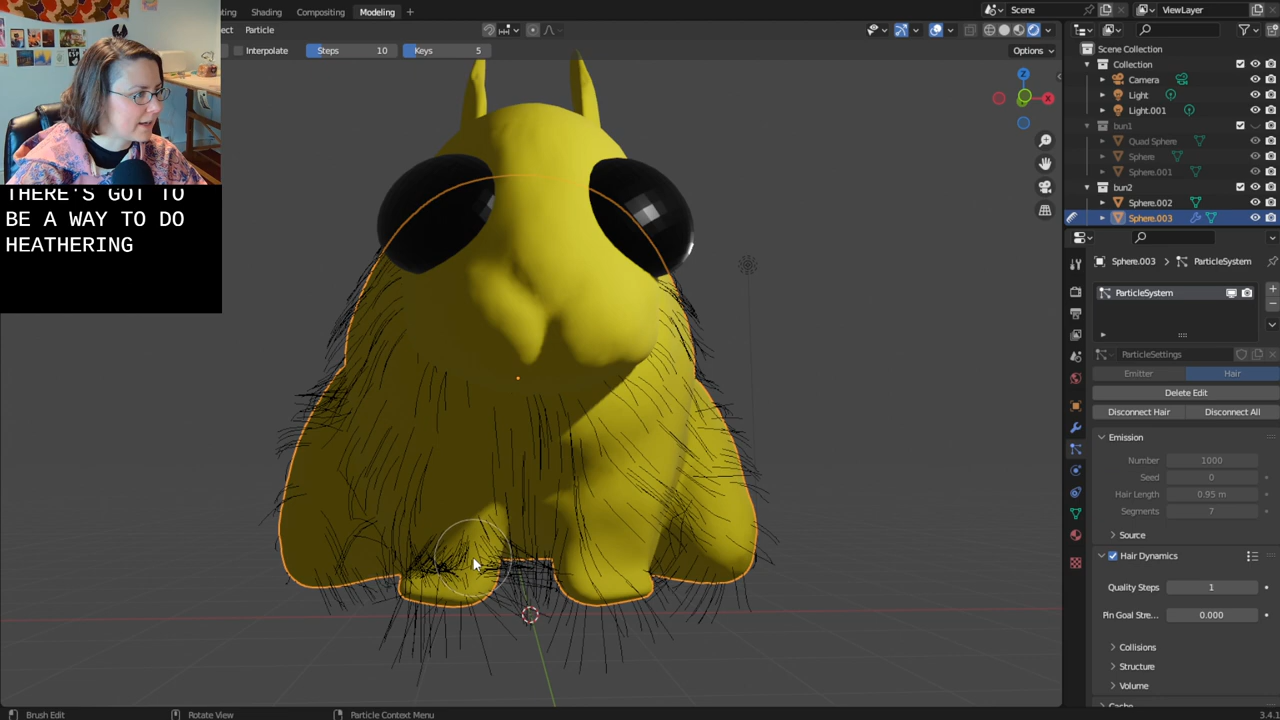 Shading Compositing Modeling +
Scene ViewLayer
Particle
Interpolate Steps 10 Keys 5
Options
Scene Collection
Collection
Camera
Light
Light.001
bun1
Quad Sphere
Sphere
Sphere.001
bun2
Sphere.002
Sphere.003
THERE'S GOT TO
BE A WAY TO DO
HEATHERING
Sphere.003 ParticleSystem
ParticleSystem
ParticleSettings
Emitter Hair
Delete Edit
Disconnect Hair Disconnect All
Emission
Number 1000
Seed 0
Hair Length 0.95 m
Segments 7
Source
Hair Dynamics
Quality Steps 1
Pin Goal Stre... 0.000
Collisions
Structure
Volume
Brush Edit Rotate View Particle Context Menu